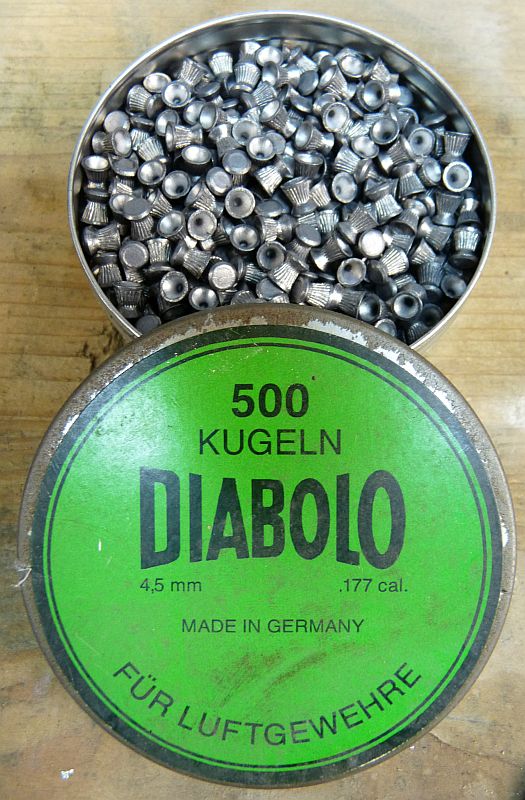 500
KUGELN
DIABOLO
4,5 mm .177 cal.
MADE IN GERMANY
FÜR LUFTGEWEHRE